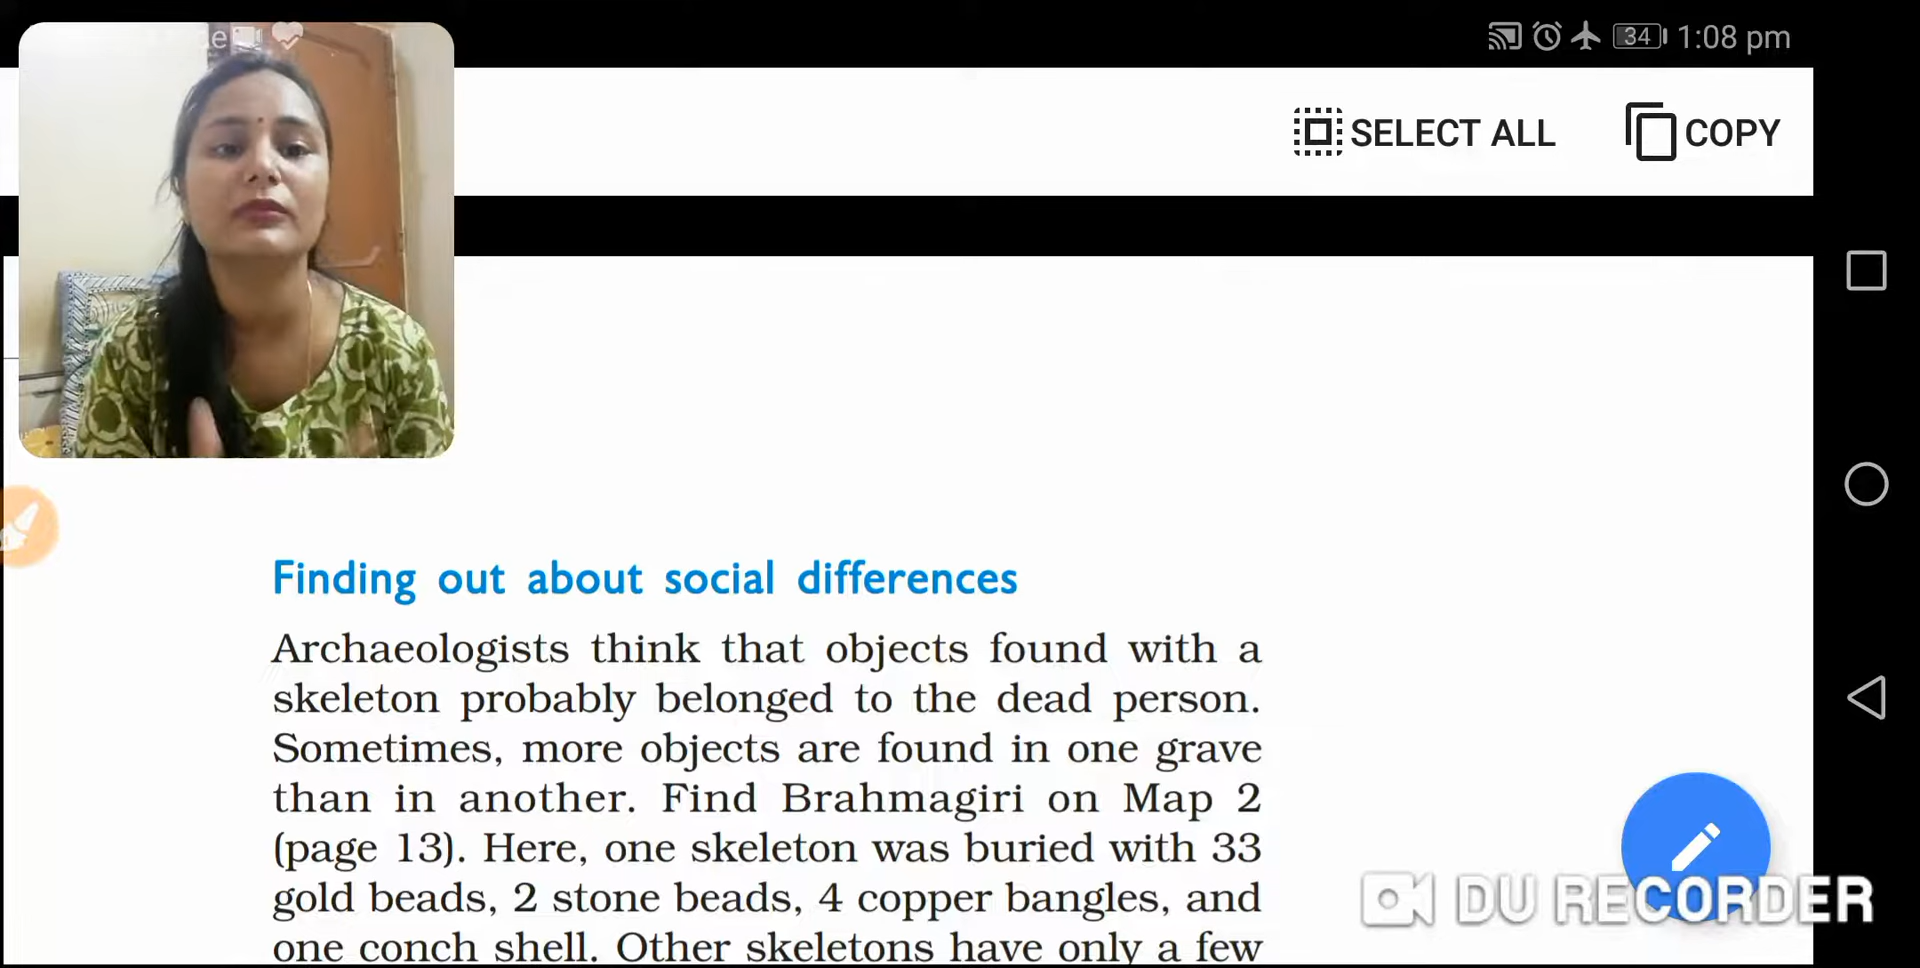 34 1:08 pm
SELECT ALL COPY
Finding out about social differences
Archaeologists think that objects found with a
skeleton probably belonged to the dead person.
Sometimes, more objects are found in one grave
than in another. Find Brahmagiri on Map 2
(page 13). Here, one skeleton was buried with 33
gold beads, 2 stone beads, 4 copper bangles, and
one conch shell. Other skeletons have only a few
DU RECORDER